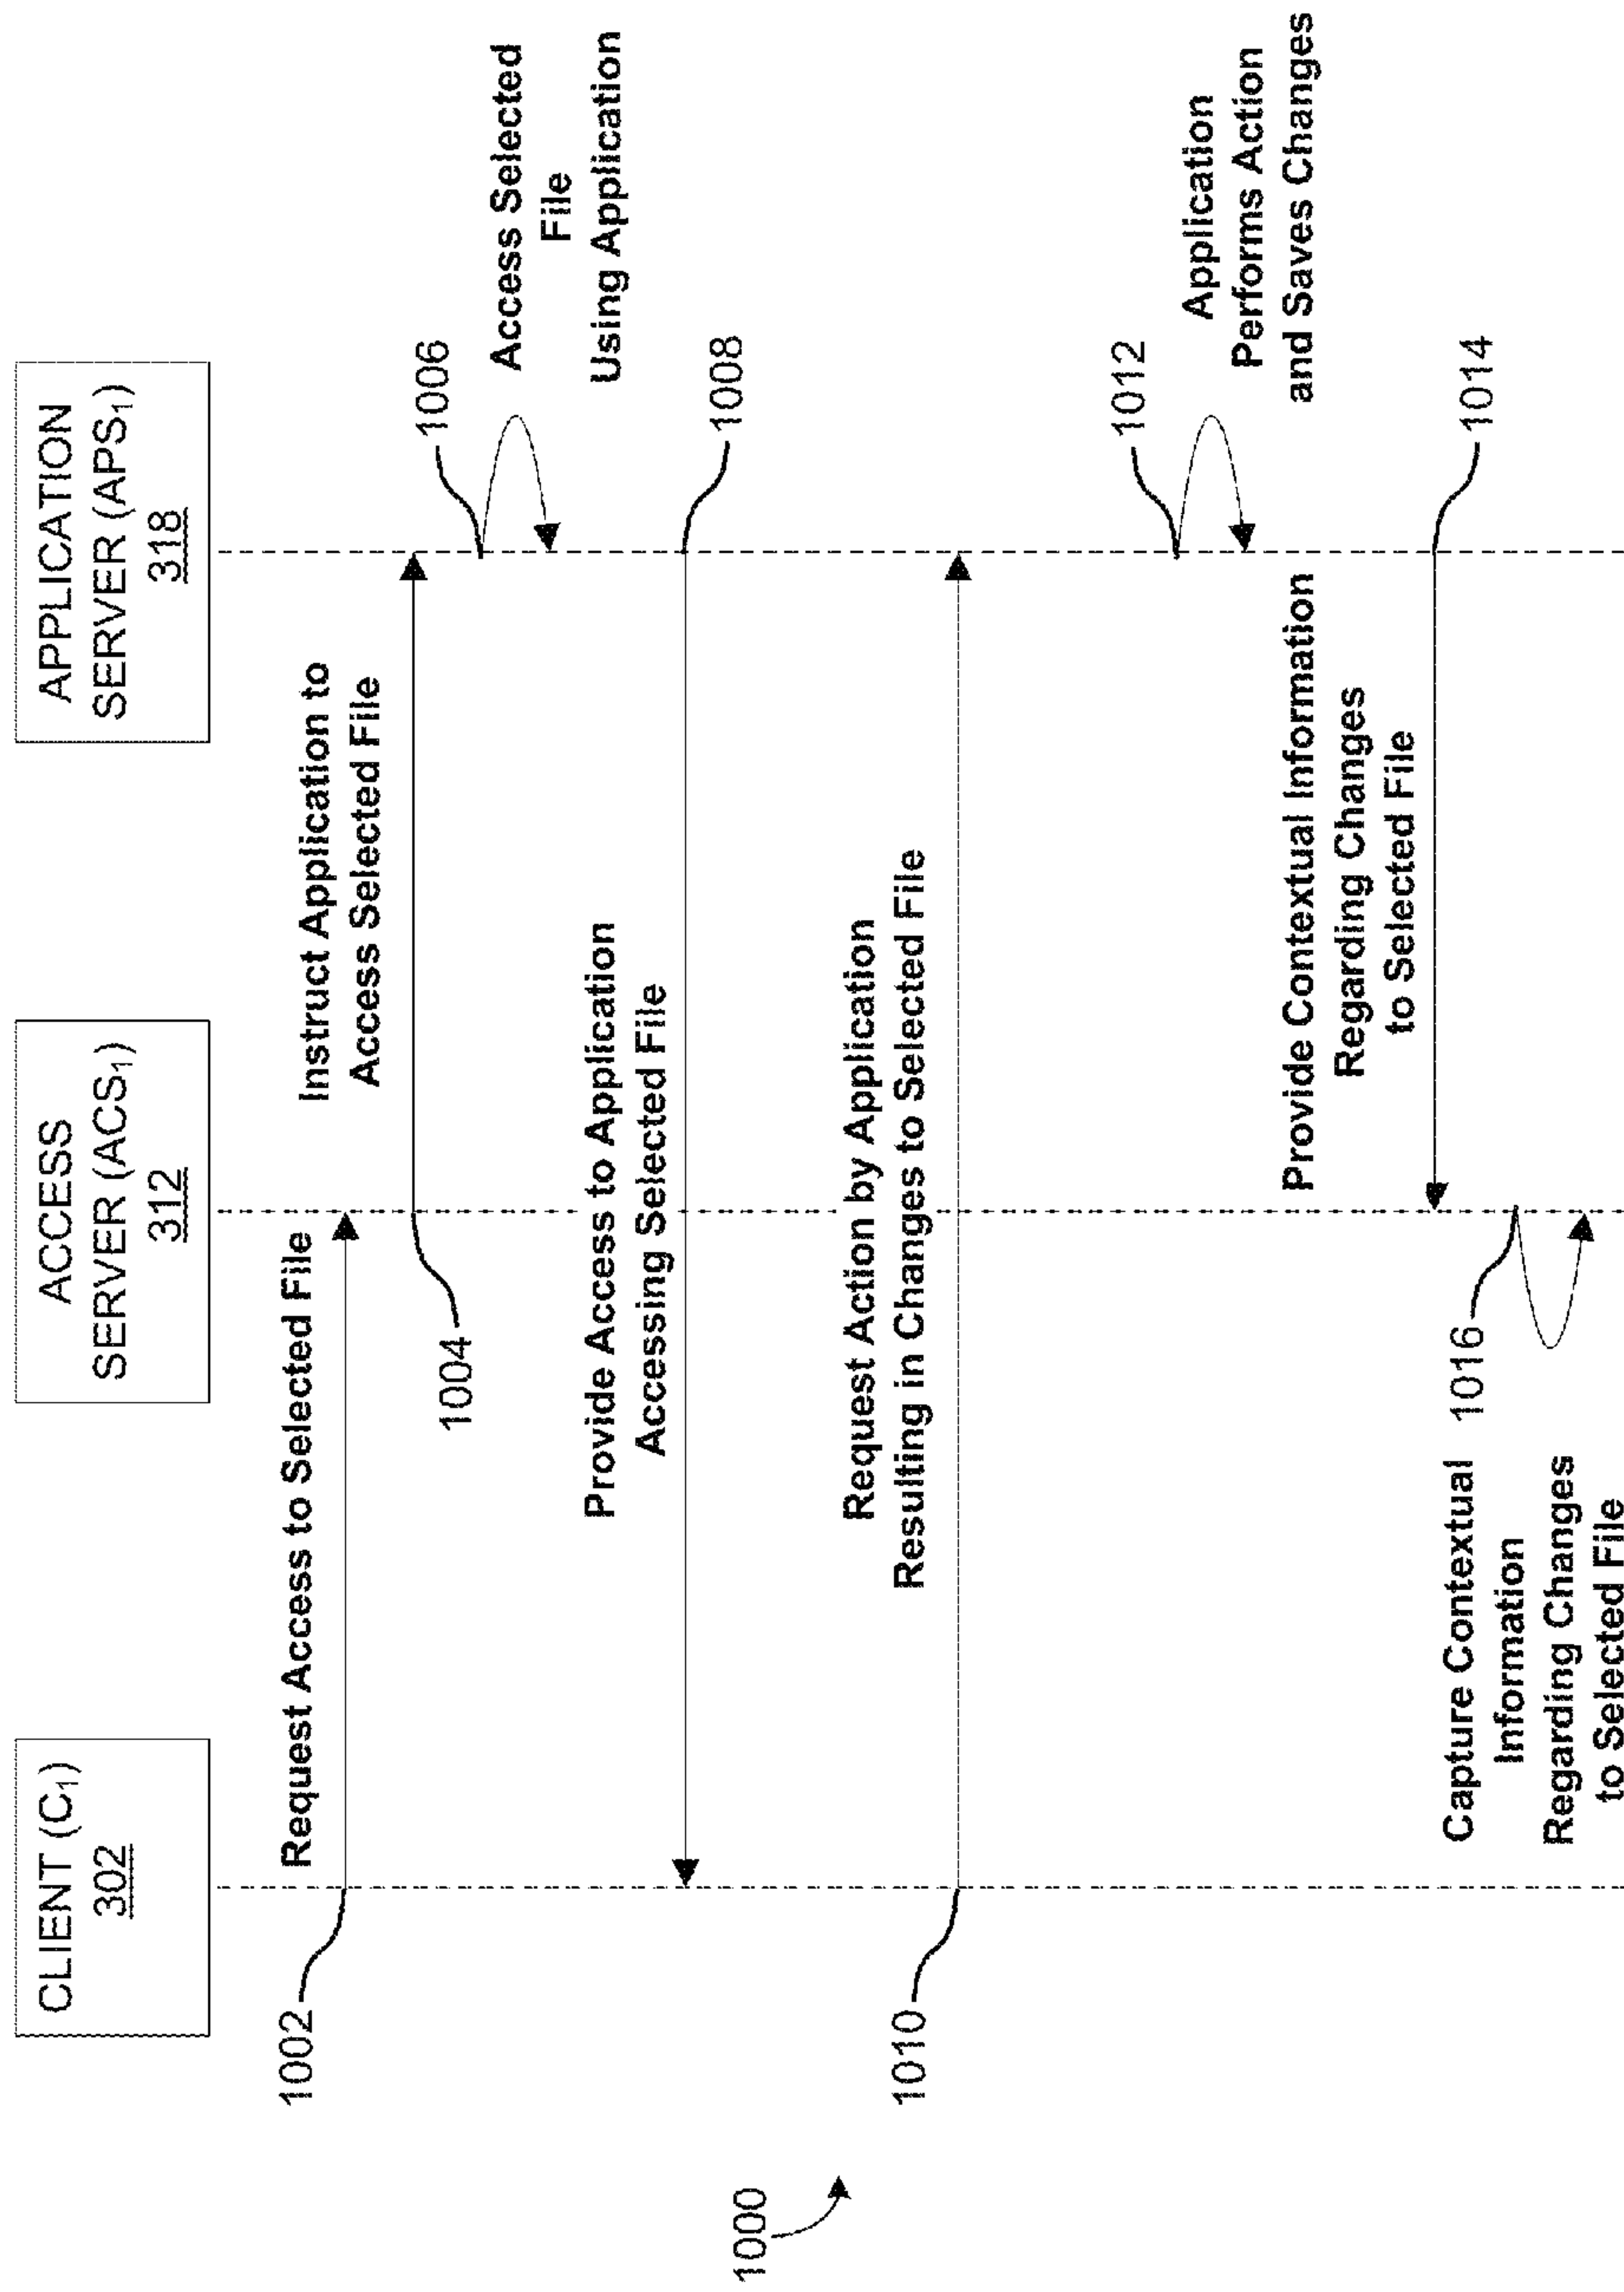 CLIENT (C₁)
302
ACCESS
SERVER (ACS₁)
312
APPLICATION
SERVER (APS₁)
318
1002
Request Access to Selected File
Instruct Application to
Access Selected File
1004
1006
Access Selected
File
Using Application
Provide Access to Application
Accessing Selected File
1008
1000
1010
Request Action by Application
Resulting in Changes to Selected File
1012
Application
Performs Action
and Saves Changes
Provide Contextual Information
Regarding Changes
to Selected File
1014
1016
Capture Contextual
Information
Regarding Changes
to Selected File